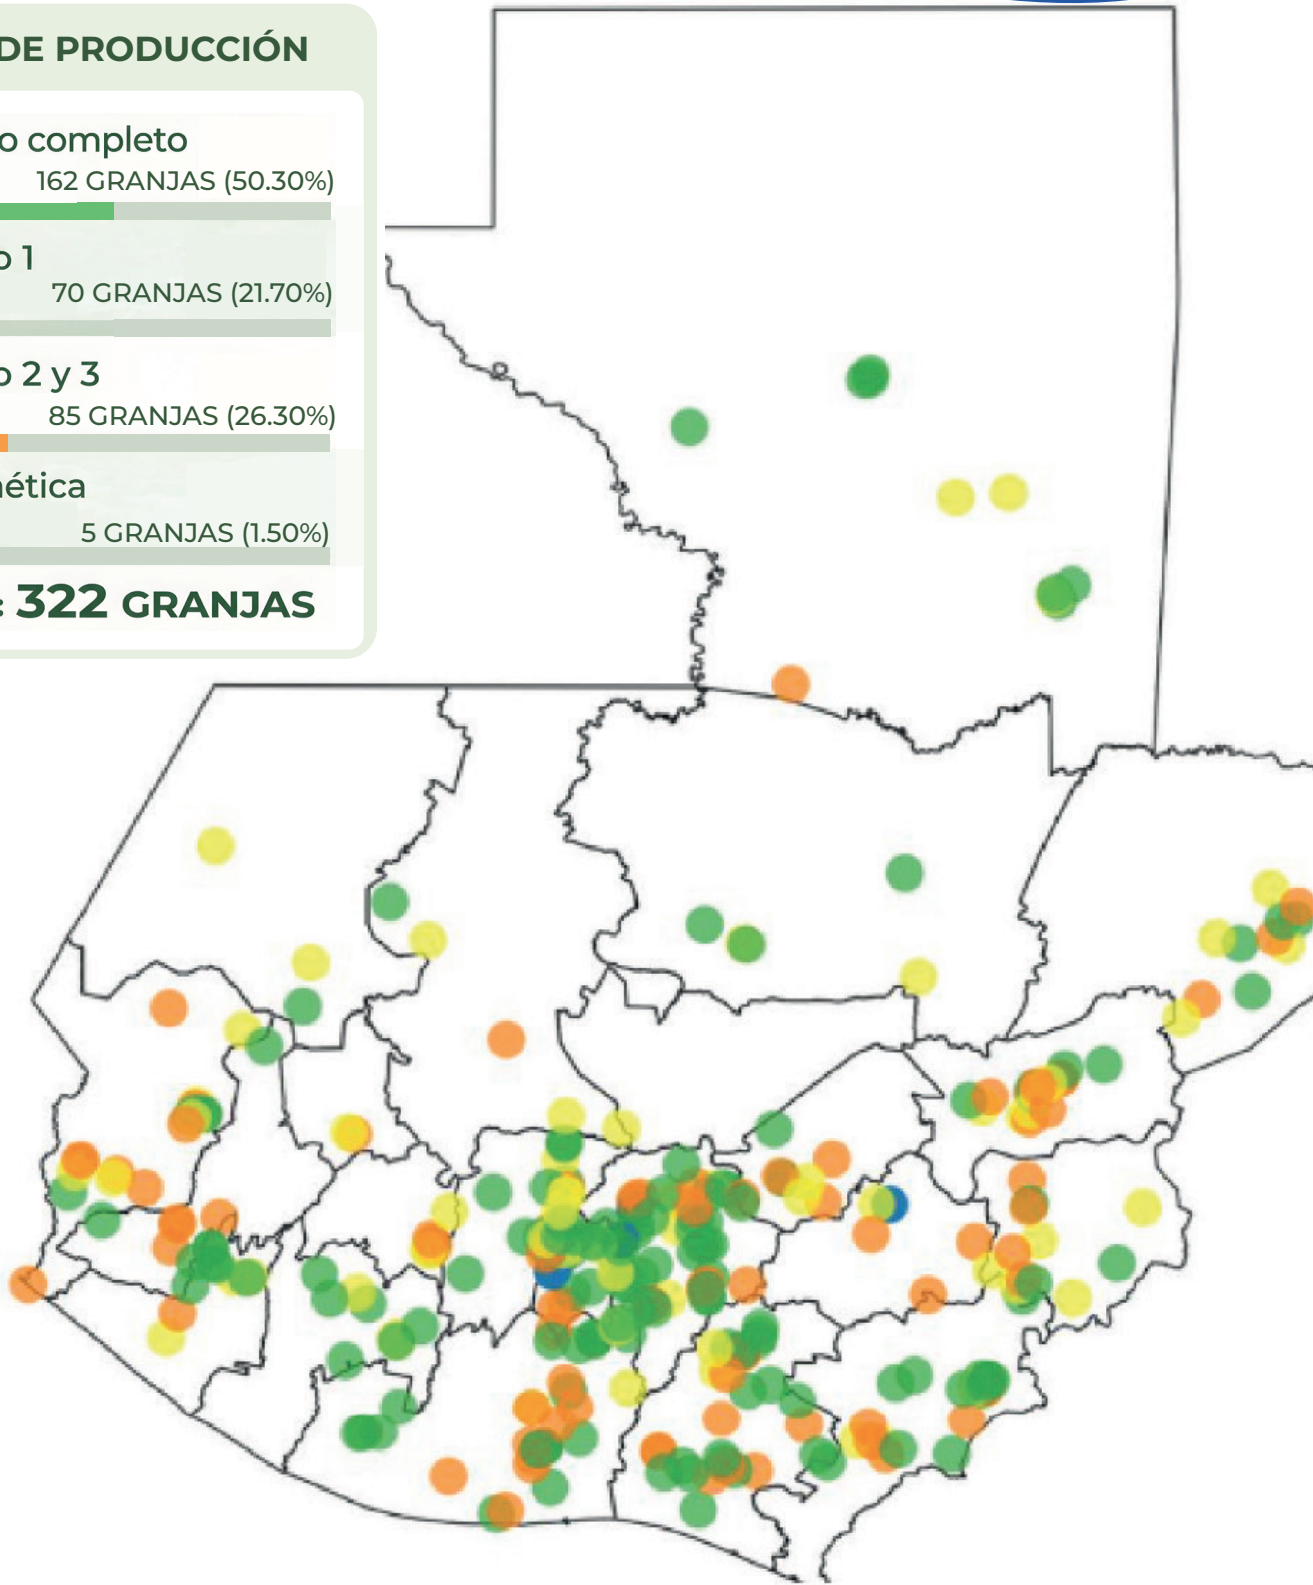 DE PRODUCCIÓN
o completo
162 GRANJAS (50.30%)
o 1
70 GRANJAS (21.70%)
o 2 y 3
85 GRANJAS (26.30%)
ética
5 GRANJAS (1.50%)
: 322 GRANJAS